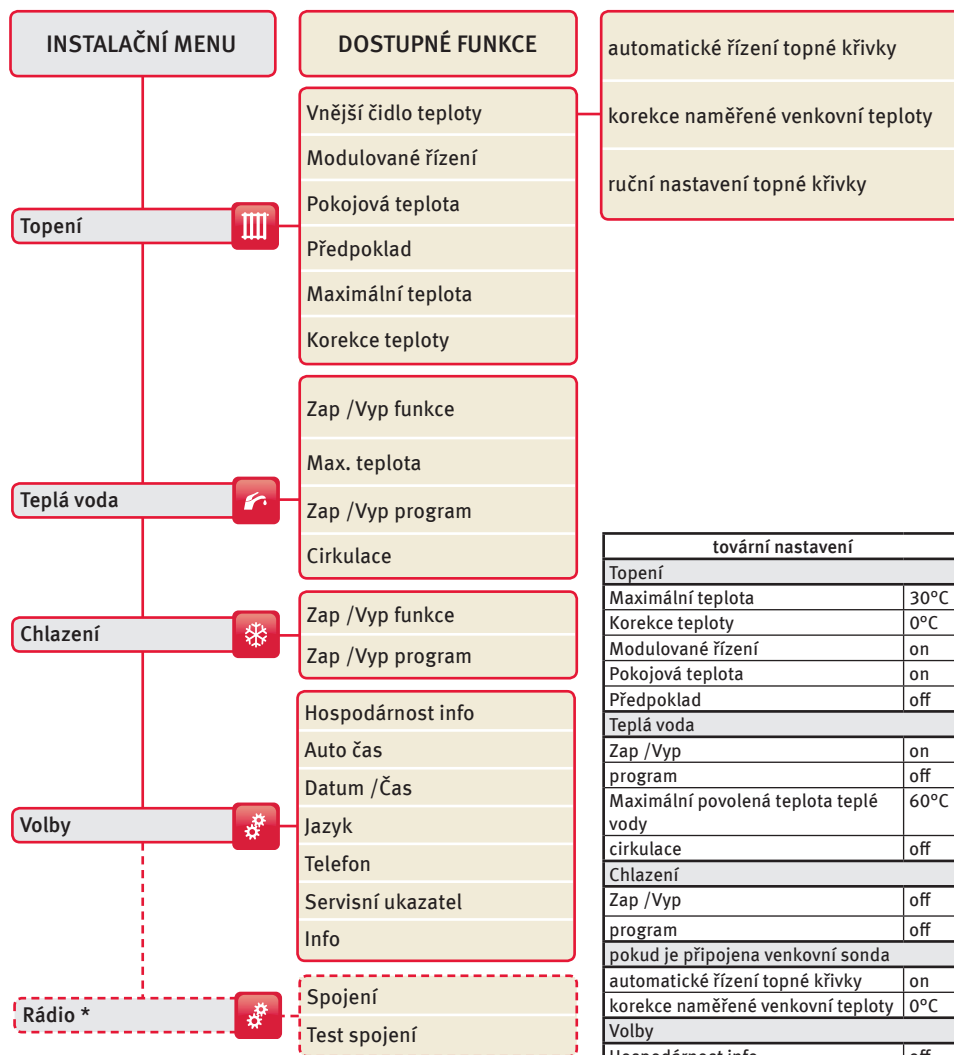 INSTALAČNÍ MENU
DOSTUPNÉ FUNKCE
automatické řízení topné křivky
korekce naměřené venkovní teploty
ruční nastavení topné křivky
Topení
Vnější čidlo teploty
Modulované řízení
Pokojová teplota
Předpoklad
Maximální teplota
Korekce teploty
Teplá voda
Zap /Vyp funkce
Max. teplota
Zap /Vyp program
Cirkulace
Chlazení
Zap /Vyp funkce
Zap /Vyp program
Volby
Hospodárnost info
Auto čas
Datum /Čas
Jazyk
Telefon
Servisní ukazatel
Info
Rádio *
Spojení
Test spojení
tovární nastavení
Topení
Maximální teplota 30°C
Korekce teploty 0°C
Modulované řízení on
Pokojová teplota on
Předpoklad off
Teplá voda
Zap /Vyp on
program off
Maximální povolená teplota teplé 60°C
vody
cirkulace off
Chlazení
Zap /Vyp off
program off
pokud je připojena venkovní sonda
automatické řízení topné křivky on
korekce naměřené venkovní teploty 0°C
Volby
Hospodárnost info off